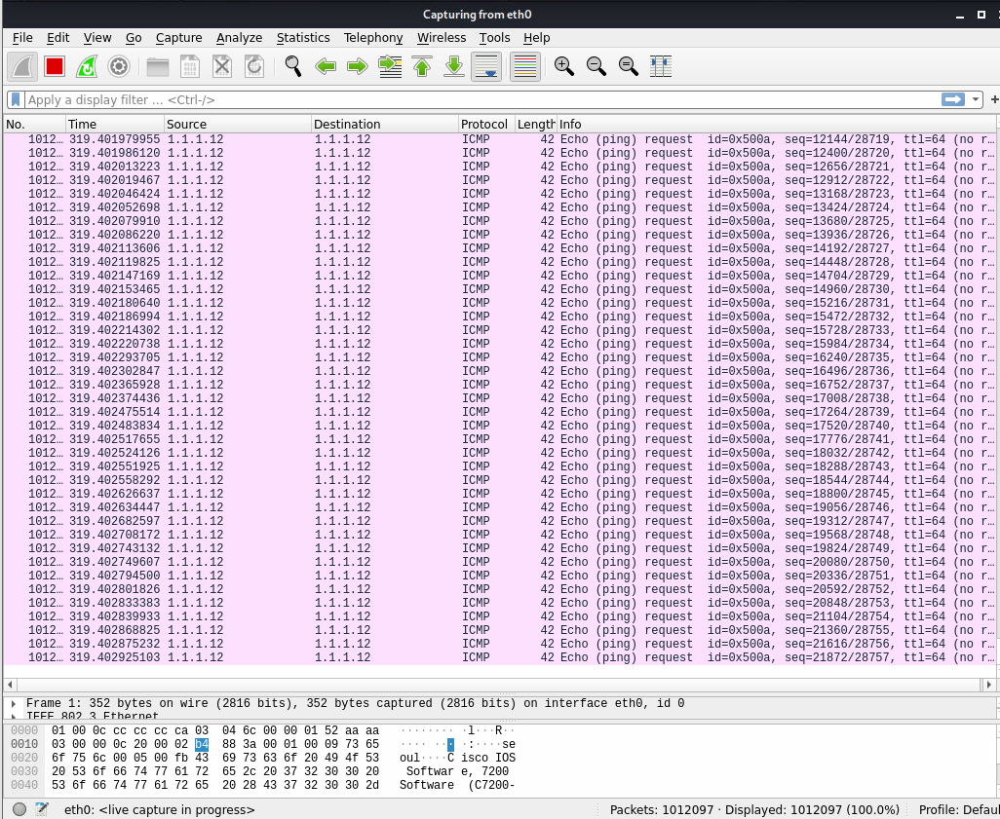 Capturing from eth0
File Edit View Go Capture Analyze Statistics Telephony Wireless Tools Help
Apply a display filter ... <Ctrl-/>
No. Time Source Destination Protocol Length Info
1012… 319.401979955 1.1.1.12 1.1.1.12 ICMP 42 Echo (ping) request id=0x500a, seq=12144/28719, ttl=64 (no r…
1012… 319.401986120 1.1.1.12 1.1.1.12 ICMP 42 Echo (ping) request id=0x500a, seq=12400/28720, ttl=64 (no r…
1012… 319.402013223 1.1.1.12 1.1.1.12 ICMP 42 Echo (ping) request id=0x500a, seq=12656/28721, ttl=64 (no r…
1012… 319.402019467 1.1.1.12 1.1.1.12 ICMP 42 Echo (ping) request id=0x500a, seq=12912/28722, ttl=64 (no r…
1012… 319.402046424 1.1.1.12 1.1.1.12 ICMP 42 Echo (ping) request id=0x500a, seq=13168/28723, ttl=64 (no r…
1012… 319.402052698 1.1.1.12 1.1.1.12 ICMP 42 Echo (ping) request id=0x500a, seq=13424/28724, ttl=64 (no r…
1012… 319.402079910 1.1.1.12 1.1.1.12 ICMP 42 Echo (ping) request id=0x500a, seq=13680/28725, ttl=64 (no r…
1012… 319.402086220 1.1.1.12 1.1.1.12 ICMP 42 Echo (ping) request id=0x500a, seq=13936/28726, ttl=64 (no r…
1012… 319.402113606 1.1.1.12 1.1.1.12 ICMP 42 Echo (ping) request id=0x500a, seq=14192/28727, ttl=64 (no r…
1012… 319.402119825 1.1.1.12 1.1.1.12 ICMP 42 Echo (ping) request id=0x500a, seq=14448/28728, ttl=64 (no r…
1012… 319.402147169 1.1.1.12 1.1.1.12 ICMP 42 Echo (ping) request id=0x500a, seq=14704/28729, ttl=64 (no r…
1012… 319.402153465 1.1.1.12 1.1.1.12 ICMP 42 Echo (ping) request id=0x500a, seq=14960/28730, ttl=64 (no r…
1012… 319.402180640 1.1.1.12 1.1.1.12 ICMP 42 Echo (ping) request id=0x500a, seq=15216/28731, ttl=64 (no r…
1012… 319.402186994 1.1.1.12 1.1.1.12 ICMP 42 Echo (ping) request id=0x500a, seq=15472/28732, ttl=64 (no r…
1012… 319.402214302 1.1.1.12 1.1.1.12 ICMP 42 Echo (ping) request id=0x500a, seq=15728/28733, ttl=64 (no r…
1012… 319.402220738 1.1.1.12 1.1.1.12 ICMP 42 Echo (ping) request id=0x500a, seq=15984/28734, ttl=64 (no r…
1012… 319.402293705 1.1.1.12 1.1.1.12 ICMP 42 Echo (ping) request id=0x500a, seq=16240/28735, ttl=64 (no r…
1012… 319.402302847 1.1.1.12 1.1.1.12 ICMP 42 Echo (ping) request id=0x500a, seq=16496/28736, ttl=64 (no r…
1012… 319.402365928 1.1.1.12 1.1.1.12 ICMP 42 Echo (ping) request id=0x500a, seq=16752/28737, ttl=64 (no r…
1012… 319.402374436 1.1.1.12 1.1.1.12 ICMP 42 Echo (ping) request id=0x500a, seq=17008/28738, ttl=64 (no r…
1012… 319.402475514 1.1.1.12 1.1.1.12 ICMP 42 Echo (ping) request id=0x500a, seq=17264/28739, ttl=64 (no r…
1012… 319.402483834 1.1.1.12 1.1.1.12 ICMP 42 Echo (ping) request id=0x500a, seq=17520/28740, ttl=64 (no r…
1012… 319.402517655 1.1.1.12 1.1.1.12 ICMP 42 Echo (ping) request id=0x500a, seq=17776/28741, ttl=64 (no r…
1012… 319.402524126 1.1.1.12 1.1.1.12 ICMP 42 Echo (ping) request id=0x500a, seq=18032/28742, ttl=64 (no r…
1012… 319.402551925 1.1.1.12 1.1.1.12 ICMP 42 Echo (ping) request id=0x500a, seq=18288/28743, ttl=64 (no r…
1012… 319.402558292 1.1.1.12 1.1.1.12 ICMP 42 Echo (ping) request id=0x500a, seq=18544/28744, ttl=64 (no r…
1012… 319.402626637 1.1.1.12 1.1.1.12 ICMP 42 Echo (ping) request id=0x500a, seq=18800/28745, ttl=64 (no r…
1012… 319.402634447 1.1.1.12 1.1.1.12 ICMP 42 Echo (ping) request id=0x500a, seq=19056/28746, ttl=64 (no r…
1012… 319.402682597 1.1.1.12 1.1.1.12 ICMP 42 Echo (ping) request id=0x500a, seq=19312/28747, ttl=64 (no r…
1012… 319.402708172 1.1.1.12 1.1.1.12 ICMP 42 Echo (ping) request id=0x500a, seq=19568/28748, ttl=64 (no r…
1012… 319.402743132 1.1.1.12 1.1.1.12 ICMP 42 Echo (ping) request id=0x500a, seq=19824/28749, ttl=64 (no r…
1012… 319.402749607 1.1.1.12 1.1.1.12 ICMP 42 Echo (ping) request id=0x500a, seq=20080/28750, ttl=64 (no r…
1012… 319.402794500 1.1.1.12 1.1.1.12 ICMP 42 Echo (ping) request id=0x500a, seq=20336/28751, ttl=64 (no r…
1012… 319.402801826 1.1.1.12 1.1.1.12 ICMP 42 Echo (ping) request id=0x500a, seq=20592/28752, ttl=64 (no r…
1012… 319.402833383 1.1.1.12 1.1.1.12 ICMP 42 Echo (ping) request id=0x500a, seq=20848/28753, ttl=64 (no r…
1012… 319.402839933 1.1.1.12 1.1.1.12 ICMP 42 Echo (ping) request id=0x500a, seq=21104/28754, ttl=64 (no r…
1012… 319.402868825 1.1.1.12 1.1.1.12 ICMP 42 Echo (ping) request id=0x500a, seq=21360/28755, ttl=64 (no r…
1012… 319.402875232 1.1.1.12 1.1.1.12 ICMP 42 Echo (ping) request id=0x500a, seq=21616/28756, ttl=64 (no r…
1012… 319.402925103 1.1.1.12 1.1.1.12 ICMP 42 Echo (ping) request id=0x500a, seq=21872/28757, ttl=64 (no r…
Frame 1: 352 bytes on wire (2816 bits), 352 bytes captured (2816 bits) on interface eth0, id 0
IEEE 802.3 Ethernet
0000 01 00 0c cc cc cc ca 03 04 6c 00 00 01 52 aa aa ········ ·l···R··
0010 03 00 00 0c 20 00 02 b4 88 3a 00 01 00 09 73 65 ···· ··· ·:····se
0020 6f 75 6c 00 05 00 fb 43 69 73 63 6f 20 49 4f 53 oul····C isco IOS
0030 20 53 6f 66 74 77 61 72 65 2c 20 37 32 30 30 20 Softwar e, 7200
0040 53 6f 66 74 77 61 72 65 20 28 43 37 32 30 30 2d Software (C7200-
eth0: <live capture in progress> Packets: 1012097 · Displayed: 1012097 (100.0%) Profile: Defaul